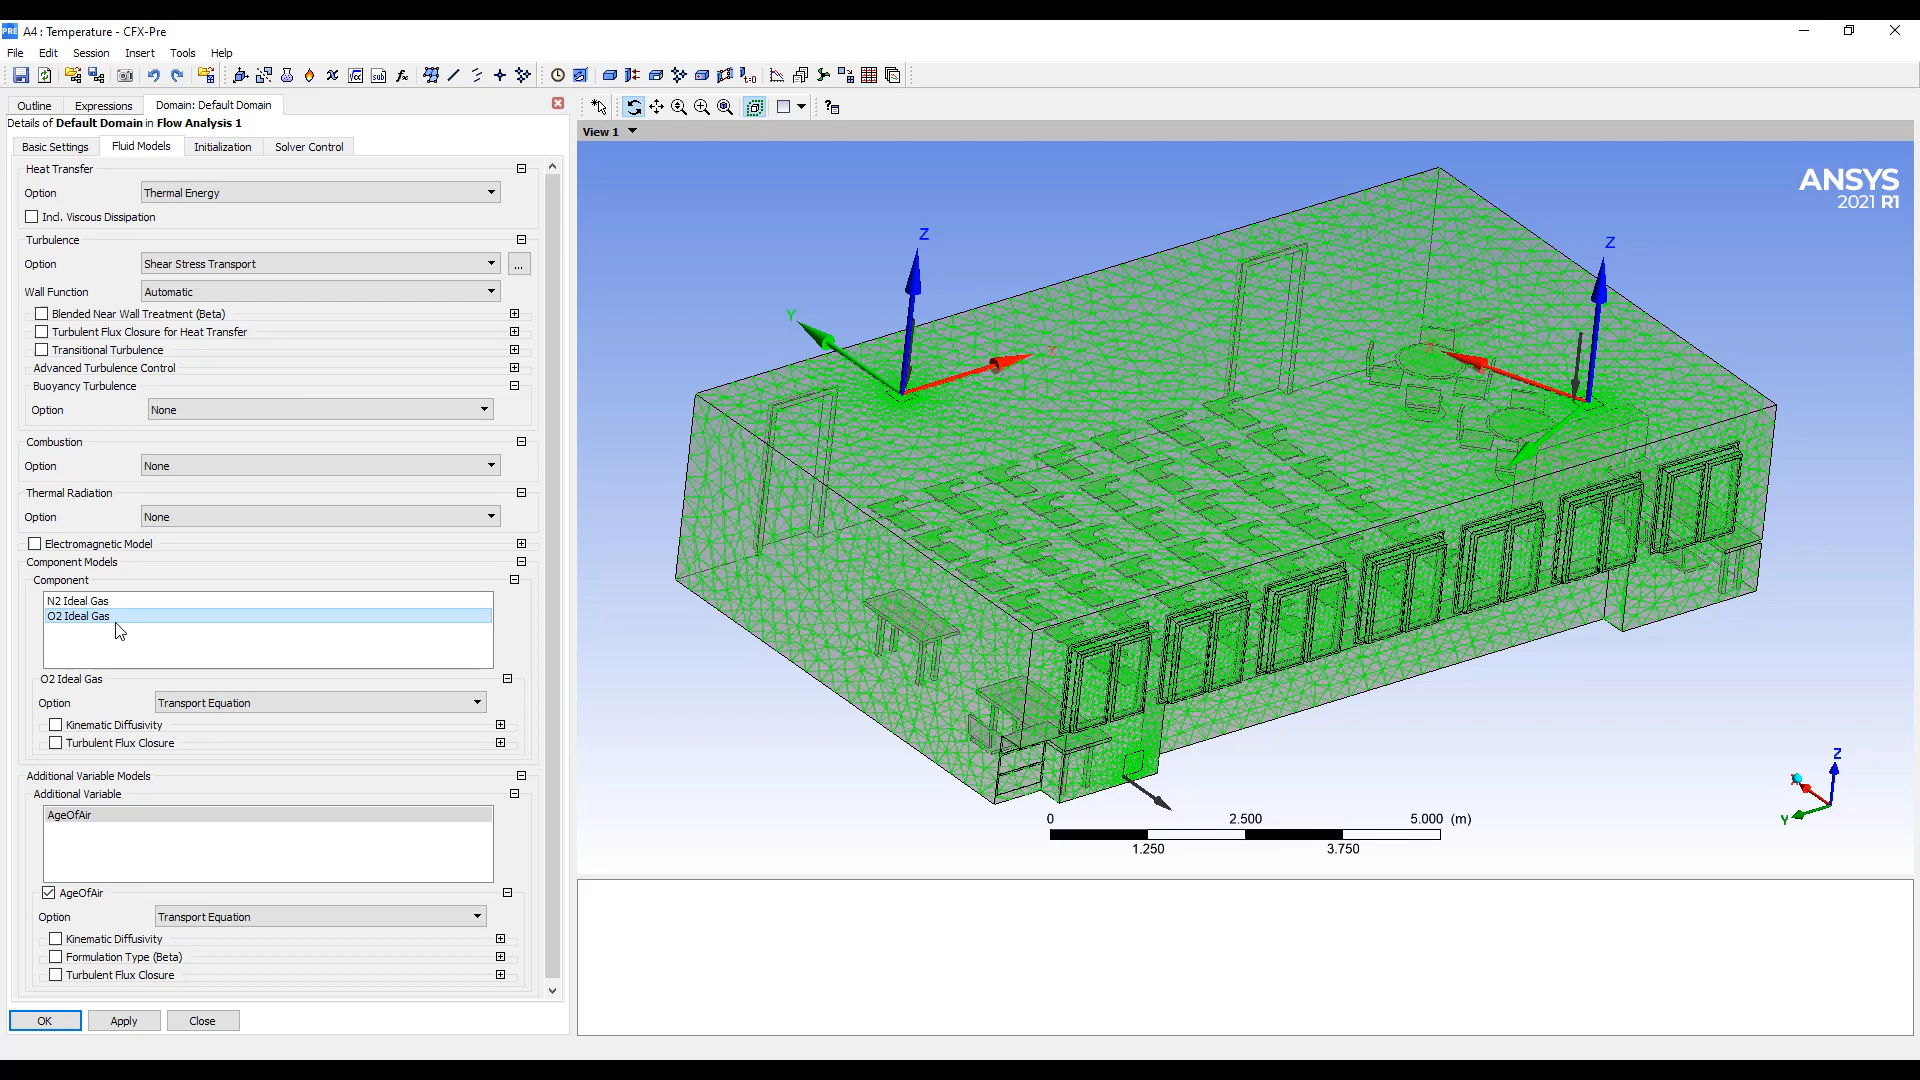 A4 : Temperature - CFX-Pre
File Edit Session Insert Tools Help
Outline Expressions Domain: Default Domain
Details of Default Domain in Flow Analysis 1
Basic Settings Fluid Models Initialization Solver Control
Heat Transfer
Option Thermal Energy
Incl. Viscous Dissipation
Turbulence
Option Shear Stress Transport ...
Wall Function Automatic
Blended Near Wall Treatment (Beta)
Turbulent Flux Closure for Heat Transfer
Transitional Turbulence
Advanced Turbulence Control
Buoyancy Turbulence
Option None
Combustion
Option None
Thermal Radiation
Option None
Electromagnetic Model
Component Models
Component
N2 Ideal Gas
O2 Ideal Gas
O2 Ideal Gas
Option Transport Equation
Kinematic Diffusivity
Turbulent Flux Closure
Additional Variable Models
Additional Variable
AgeOfAir
AgeOfAir
Option Transport Equation
Kinematic Diffusivity
Formulation Type (Beta)
Turbulent Flux Closure
OK Apply Close
View 1
ANSYS
2021 R1
Z
Z
Y
0 2.500 5.000 (m)
1.250 3.750
Z
Y